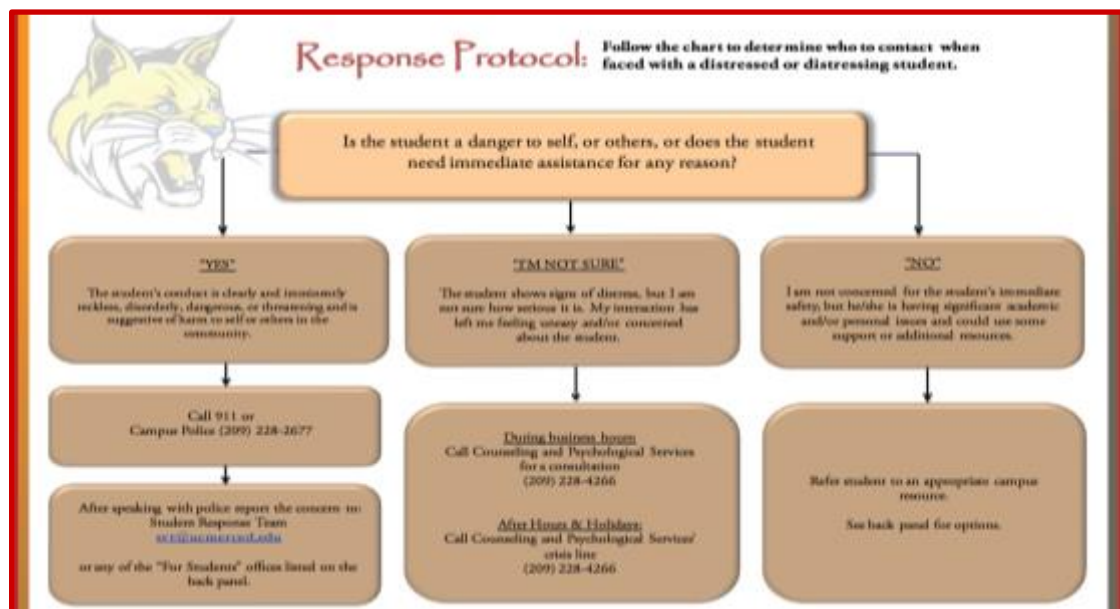 Response Protocol:
Follow the chart to determine who to contact when
faced with a distressed or distressing student.
Is the student a danger to self, or others, or does the student
need immediate assistance for any reason?
"YES"
The student's conduct is clearly and imminently
reckless, disorderly, dangerous, or threatening and is
suggestive of harm to self or others in the
community.
"I'M NOT SURE"
The student shows signs of distress, but I am
not sure how serious it is. My interaction has
left me feeling uneasy and/or concerned
about the student.
"NO"
I am not concerned for the student's immediate
safety, but he/she is having significant academic
and/or personal issues and could use some
support or additional resources.
Call 911 or
Campus Police (209) 228-2677
After speaking with police report the concern to:
Student Response Team
srt@ucmerced.edu
or any of the "For Students" offices listed on the
back panel.
During business hours
Call Counseling and Psychological Services
for a consultation
(209) 228-4266
After Hours & Holidays:
Call Counseling and Psychological Services'
crisis line
(209) 228-4266
Refer student to an appropriate campus
resource.
See back panel for options.